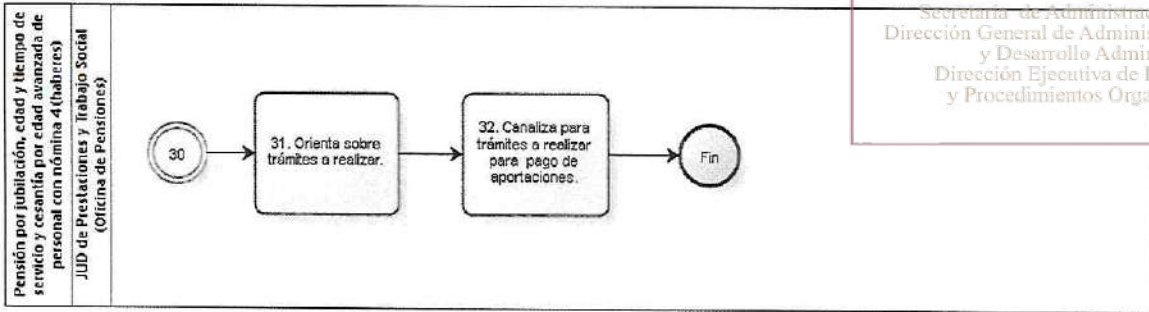 Pensión por jubilación, edad y tiempo de
servicio y cesantía por edad avanzada de
personal con nómina 4 (haberes)
JUD de Prestaciones y Trabajo Social
(Oficina de Pensiones)
30
31. Orienta sobre
trámites a realizar.
32. Canaliza para
trámites a realizar
para pago de
aportaciones.
Fin
Secretaría de Administrac
Dirección General de Adminis
y Desarrollo Admin
Dirección Ejecutiva de
y Procedimientos Orga